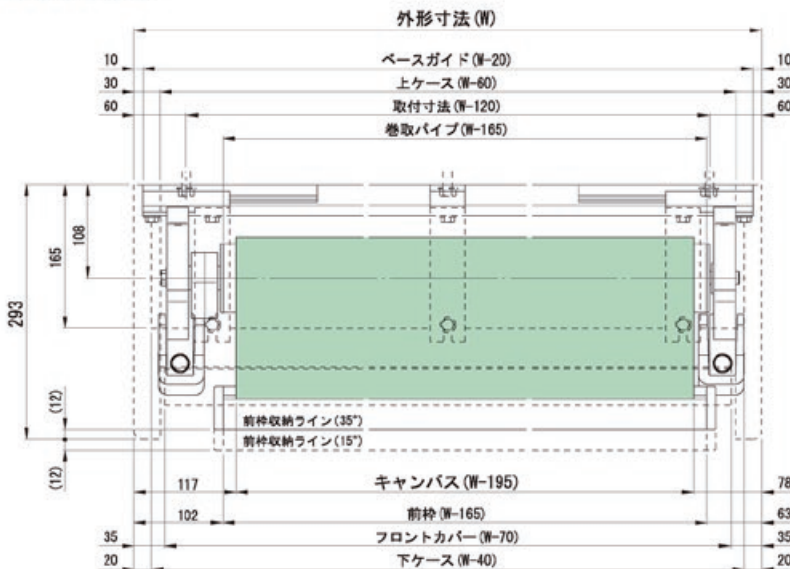 外形寸法(W)
10 ベースガイド(W-20) 10
30 上ケース(W-60) 30
60 取付寸法(W-120) 60
巻取パイプ(W-165)
108
165
293
(12)
(12)
前枠収納ライン(35°)
前枠収納ライン(15°)
117 キャンバス(W-195) 78
102 前枠(W-165) 63
35 フロントカバー(W-70) 35
20 下ケース(W-40) 20